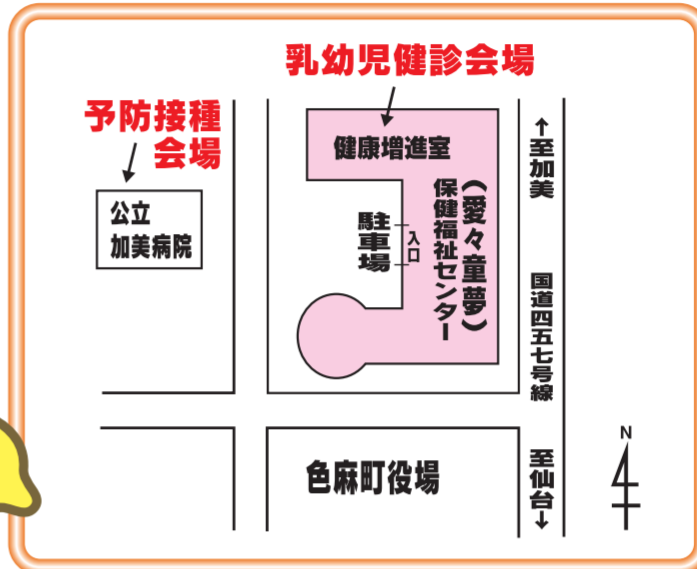 乳幼児健診会場
予防接種
会場
健康増進室
公立
加美病院
駐車場
入口
（愛々童夢）
保健福祉センター
↑至加美
国道四五七号線
至仙台↓
色麻町役場
N